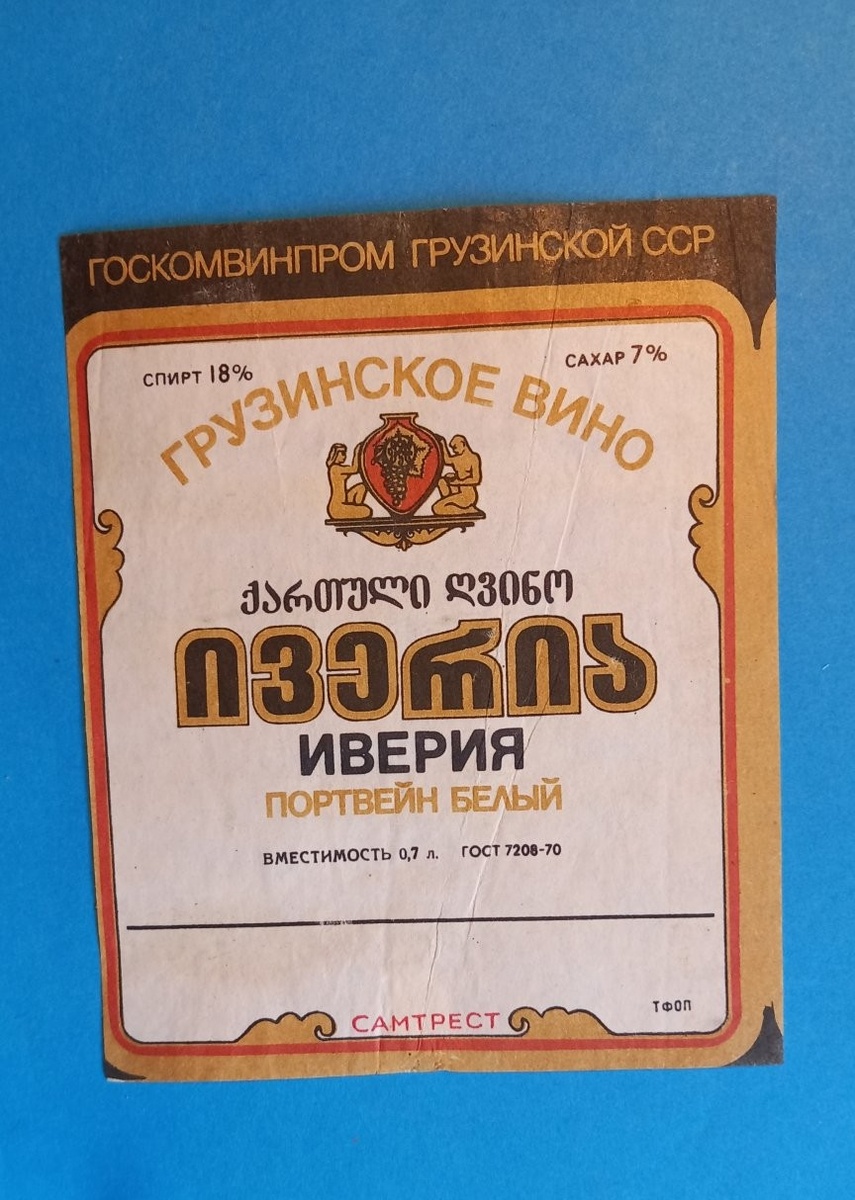 ГОСКОМВИНПРОМ ГРУЗИНСКОЙ ССР
СПИРТ 18% САХАР 7%
ГРУЗИНСКОЕ ВИНО
ქართული ღვინო
ივერია
ИВЕРИЯ
ПОРТВЕЙН БЕЛЫЙ
ВМЕСТИМОСТЬ 0,7 л. ГОСТ 7208-70
ТФОП
САМТРЕСТ